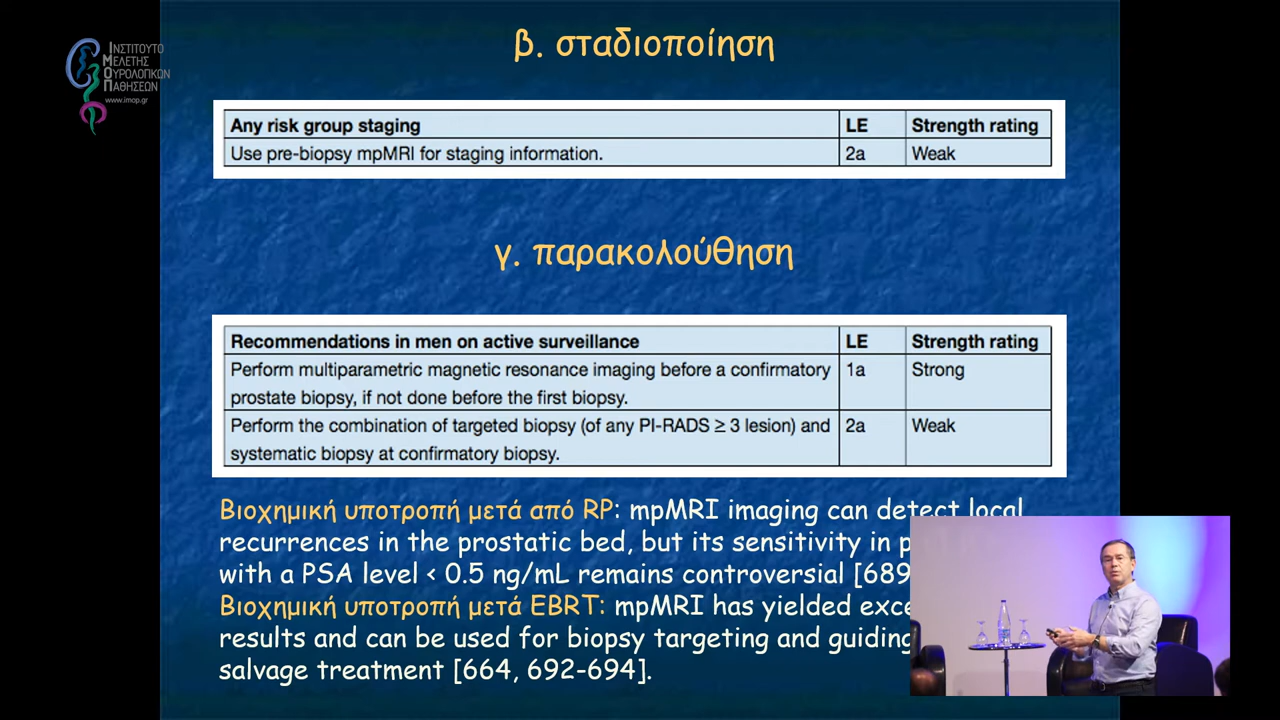 β. σταδιοποίηση
ΙΝΣΤΙΤΟΥΤΟ
ΜΕΛΕΤΗΣ
ΟΥΡΟΛΟΓΙΚΩΝ
ΠΑΘΗΣΕΩΝ
www.imop.gr
Any risk group staging LE Strength rating
Use pre-biopsy mpMRI for staging information. 2a Weak
γ. παρακολούθηση
Recommendations in men on active surveillance LE Strength rating
Perform multiparametric magnetic resonance imaging before a confirmatory 1a Strong
prostate biopsy, if not done before the first biopsy.
Perform the combination of targeted biopsy (of any PI-RADS ≥ 3 lesion) and 2a Weak
systematic biopsy at confirmatory biopsy.
Βιοχημική υποτροπή μετά από RP: mpMRI imaging can detect local
recurrences in the prostatic bed, but its sensitivity in
with a PSA level < 0.5 ng/mL remains controversial [689
Βιοχημική υποτροπή μετά EBRT: mpMRI has yielded
results and can be used for biopsy targeting and guiding
salvage treatment [664, 692-694].